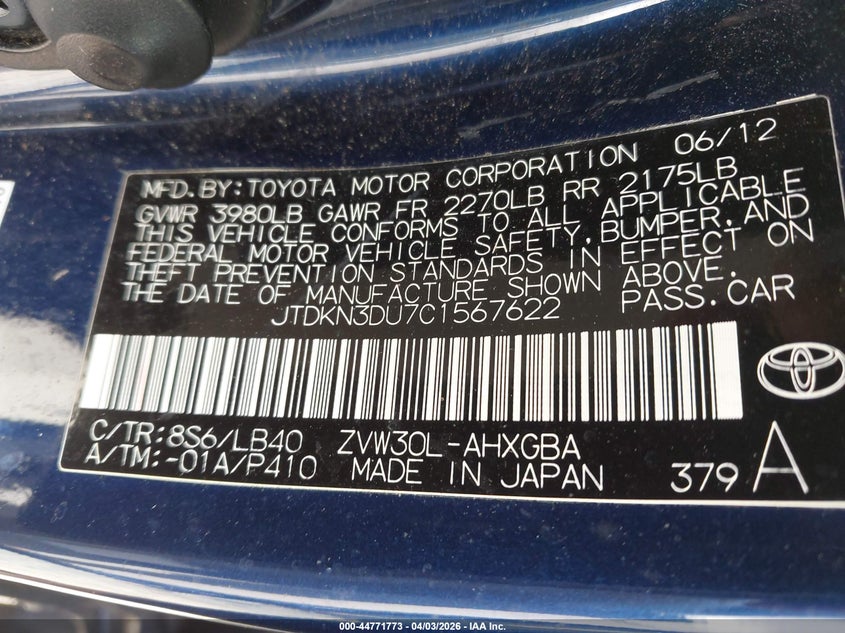 MFD.BY:TOYOTA MOTOR CORPORATION 06/12
GVWR 3980LB GAWR FR 2270LB RR 2175LB
THIS VEHICLE CONFORMS TO ALL APPLICABLE
FEDERAL MOTOR VEHICLE SAFETY,BUMPER,AND
THEFT PREVENTION STANDARDS IN EFFECT ON
THE DATE OF MANUFACTURE SHOWN ABOVE.
JTDKN3DU7C1567622 PASS.CAR
C/TR:8S6/LB40 ZVW30L-AHXGBA
A/TM:-01A/P410 MADE IN JAPAN 379 A
000-44771773 - 04/03/2026 - IAA Inc.